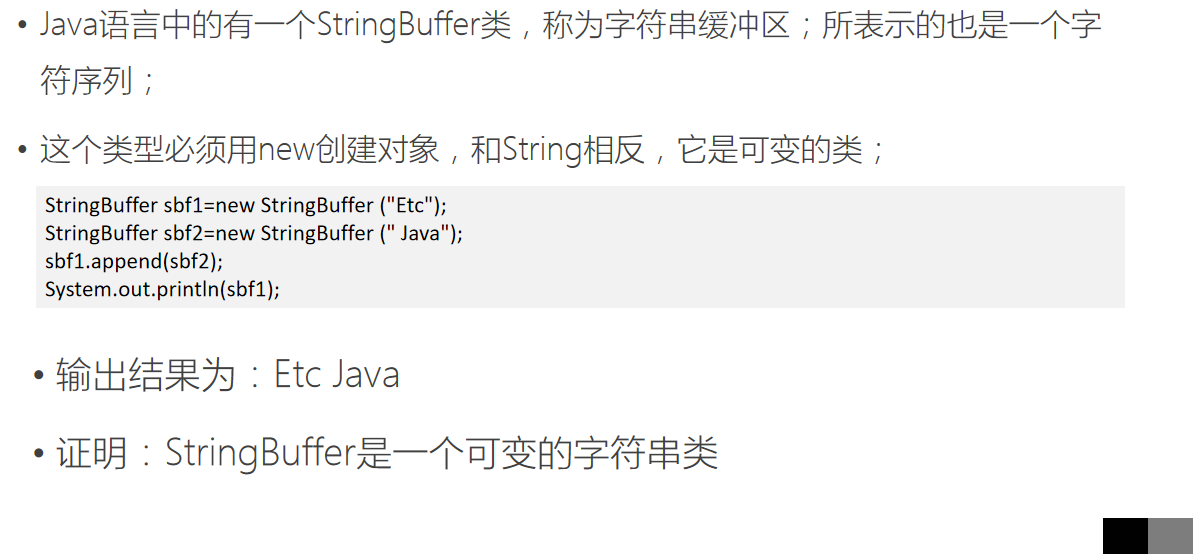 • Java语言中的有一个StringBuffer类，称为字符串缓冲区；所表示的也是一个字
符序列；
• 这个类型必须用new创建对象，和String相反，它是可变的类；
StringBuffer sbf1=new StringBuffer ("Etc");
StringBuffer sbf2=new StringBuffer (" Java");
sbf1.append(sbf2);
System.out.println(sbf1);
• 输出结果为：Etc Java
• 证明：StringBuffer是一个可变的字符串类